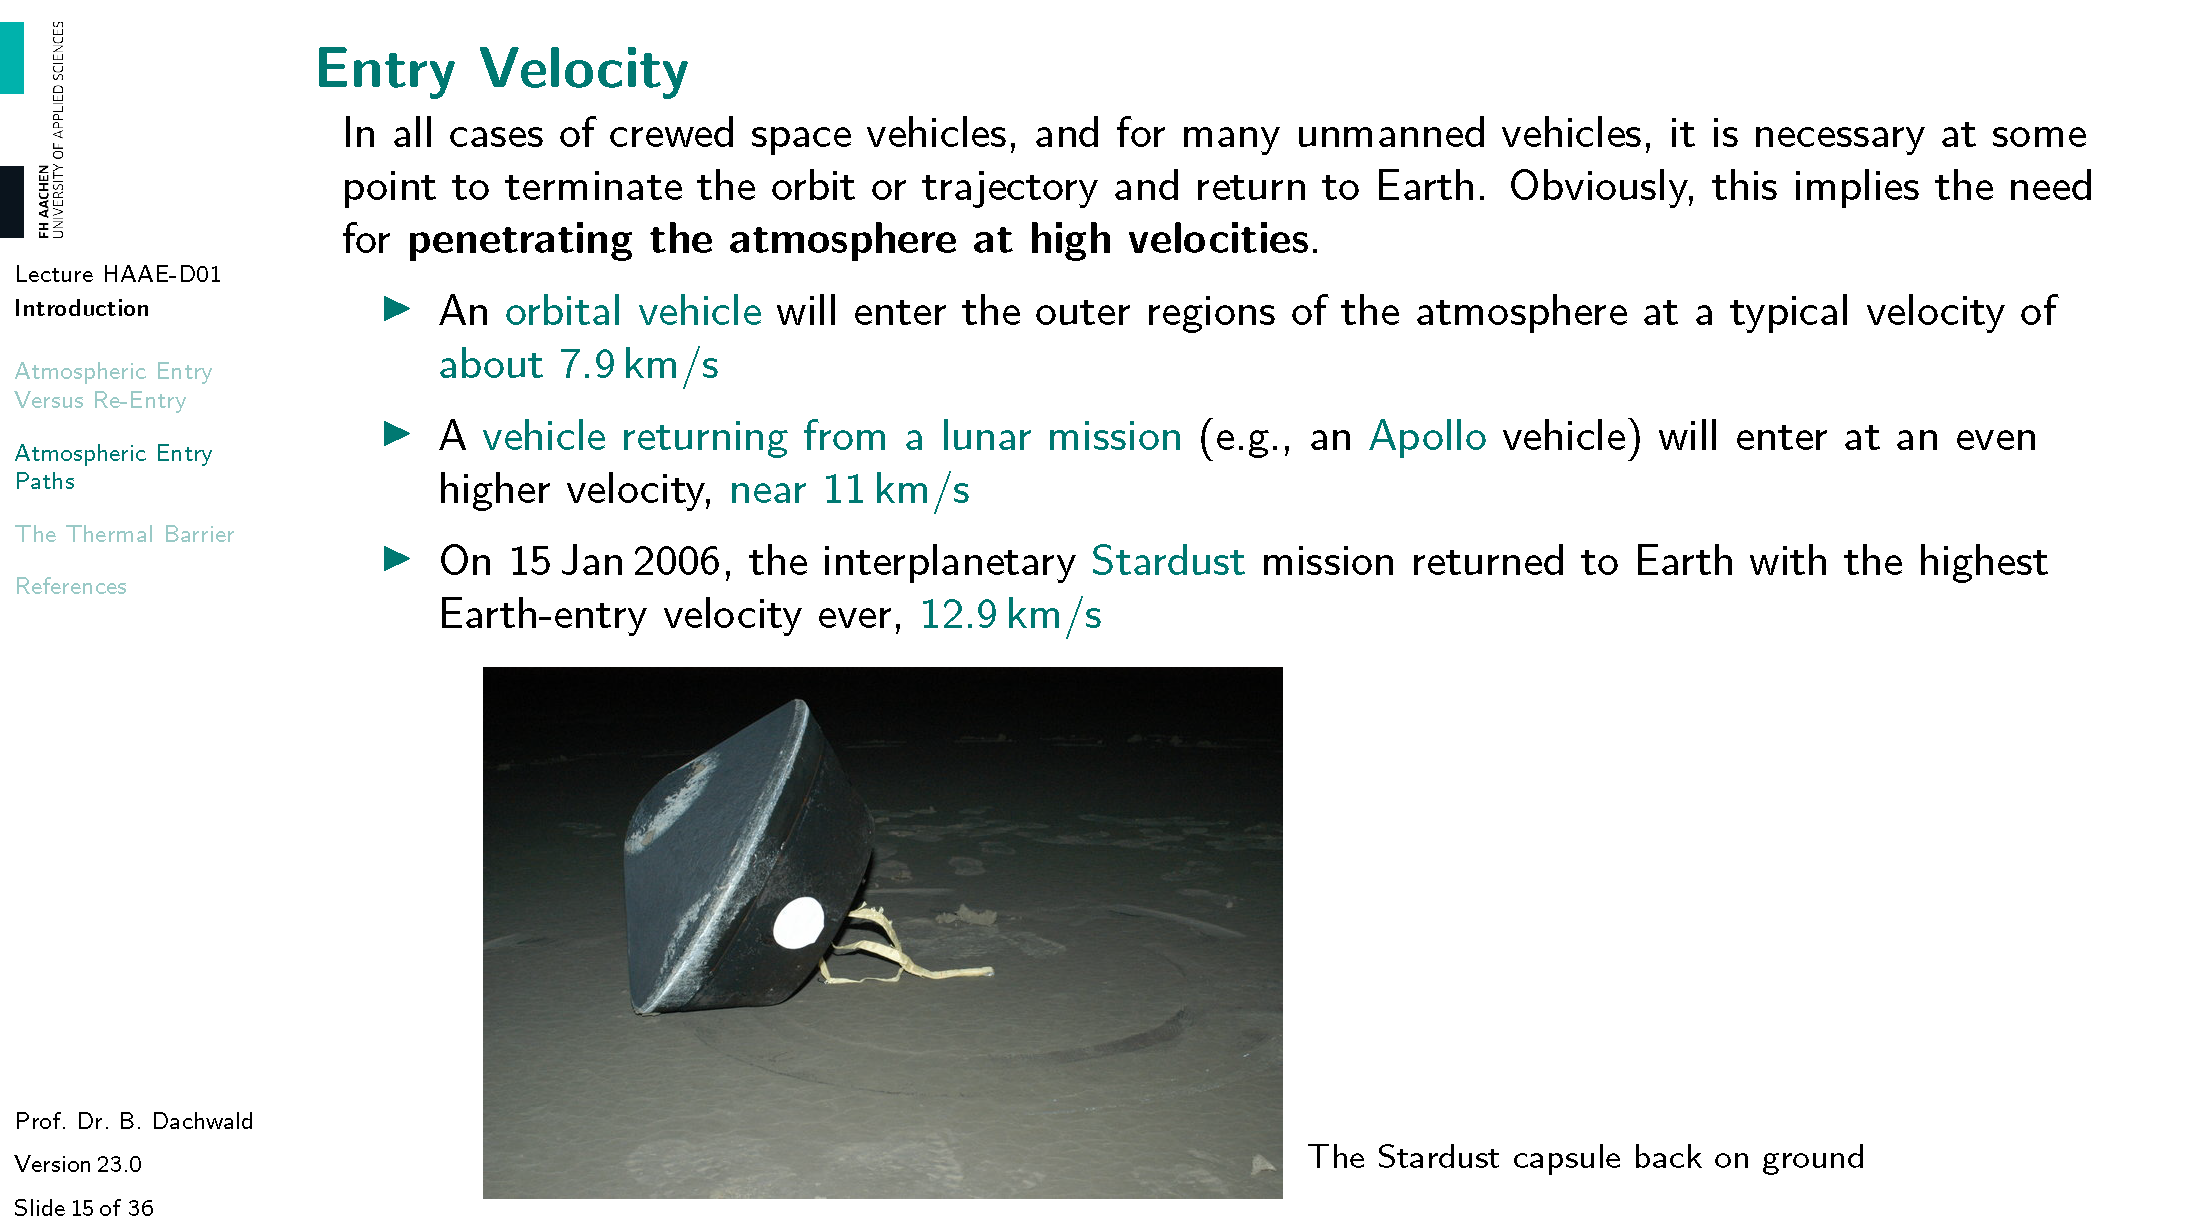 FH AACHEN
UNIVERSITY OF APPLIED SCIENCES
Lecture HAAE-D01
Introduction
Atmospheric Entry
Versus Re-Entry
Atmospheric Entry
Paths
The Thermal Barrier
References
Prof. Dr. B. Dachwald
Version 23.0
Slide 15 of 36
Entry Velocity
In all cases of crewed space vehicles, and for many unmanned vehicles, it is necessary at some
point to terminate the orbit or trajectory and return to Earth. Obviously, this implies the need
for penetrating the atmosphere at high velocities.
▶ An orbital vehicle will enter the outer regions of the atmosphere at a typical velocity of
about 7.9 km/s
▶ A vehicle returning from a lunar mission (e.g., an Apollo vehicle) will enter at an even
higher velocity, near 11 km/s
▶ On 15 Jan 2006, the interplanetary Stardust mission returned to Earth with the highest
Earth-entry velocity ever, 12.9 km/s
The Stardust capsule back on ground